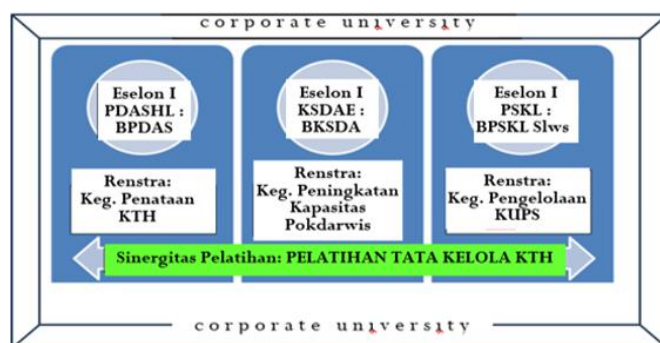 corporate university
Eselon I
PDASHL :
BPDAS
Eselon I
KSDAE :
BKSDA
Eselon I
PSKL :
BPSKL Slws
Renstra:
Keg. Penataan
KTH
Renstra:
Keg. Peningkatan
Kapasitas
Pokdarwis
Renstra:
Keg. Pengelolaan
KUPS
Sinergitas Pelatihan: PELATIHAN TATA KELOLA KTH
corporate university